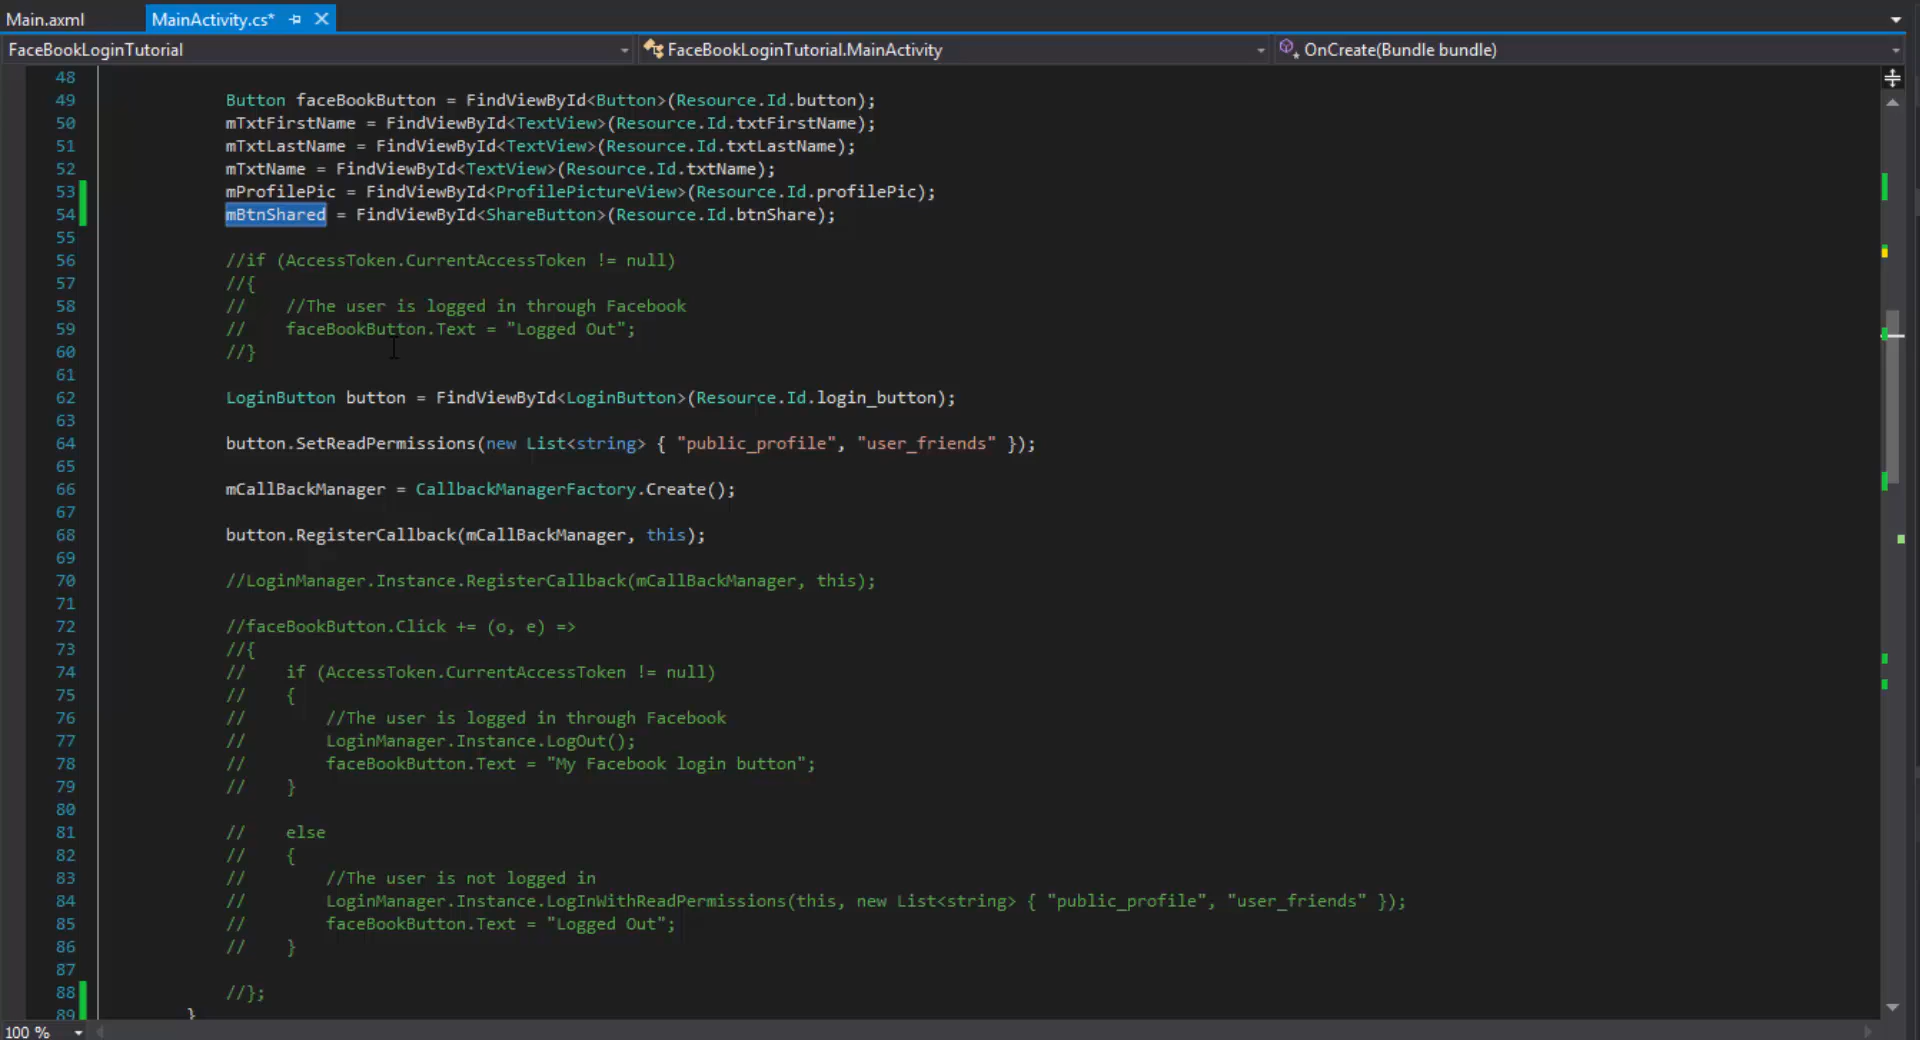 Main.axml MainActivity.cs*
FaceBookLoginTutorial FaceBookLoginTutorial.MainActivity OnCreate(Bundle bundle)
48
49 Button faceBookButton = FindViewById<Button>(Resource.Id.button);
50 mTxtFirstName = FindViewById<TextView>(Resource.Id.txtFirstName);
51 mTxtLastName = FindViewById<TextView>(Resource.Id.txtLastName);
52 mTxtName = FindViewById<TextView>(Resource.Id.txtName);
53 mProfilePic = FindViewById<ProfilePictureView>(Resource.Id.profilePic);
54 mBtnShared = FindViewById<ShareButton>(Resource.Id.btnShare);
55
56 //if (AccessToken.CurrentAccessToken != null)
57 //{
58 // //The user is logged in through Facebook
59 // faceBookButton.Text = "Logged Out";
60 //}
61
62 LoginButton button = FindViewById<LoginButton>(Resource.Id.login_button);
63
64 button.SetReadPermissions(new List<string> { "public_profile", "user_friends" });
65
66 mCallBackManager = CallbackManagerFactory.Create();
67
68 button.RegisterCallback(mCallBackManager, this);
69
70 //LoginManager.Instance.RegisterCallback(mCallBackManager, this);
71
72 //faceBookButton.Click += (o, e) =>
73 //{
74 // if (AccessToken.CurrentAccessToken != null)
75 // {
76 // //The user is logged in through Facebook
77 // LoginManager.Instance.LogOut();
78 // faceBookButton.Text = "My Facebook login button";
79 // }
80
81 // else
82 // {
83 // //The user is not logged in
84 // LoginManager.Instance.LogInWithReadPermissions(this, new List<string> { "public_profile", "user_friends" });
85 // faceBookButton.Text = "Logged Out";
86 // }
87
88 //};
89 }
100 %